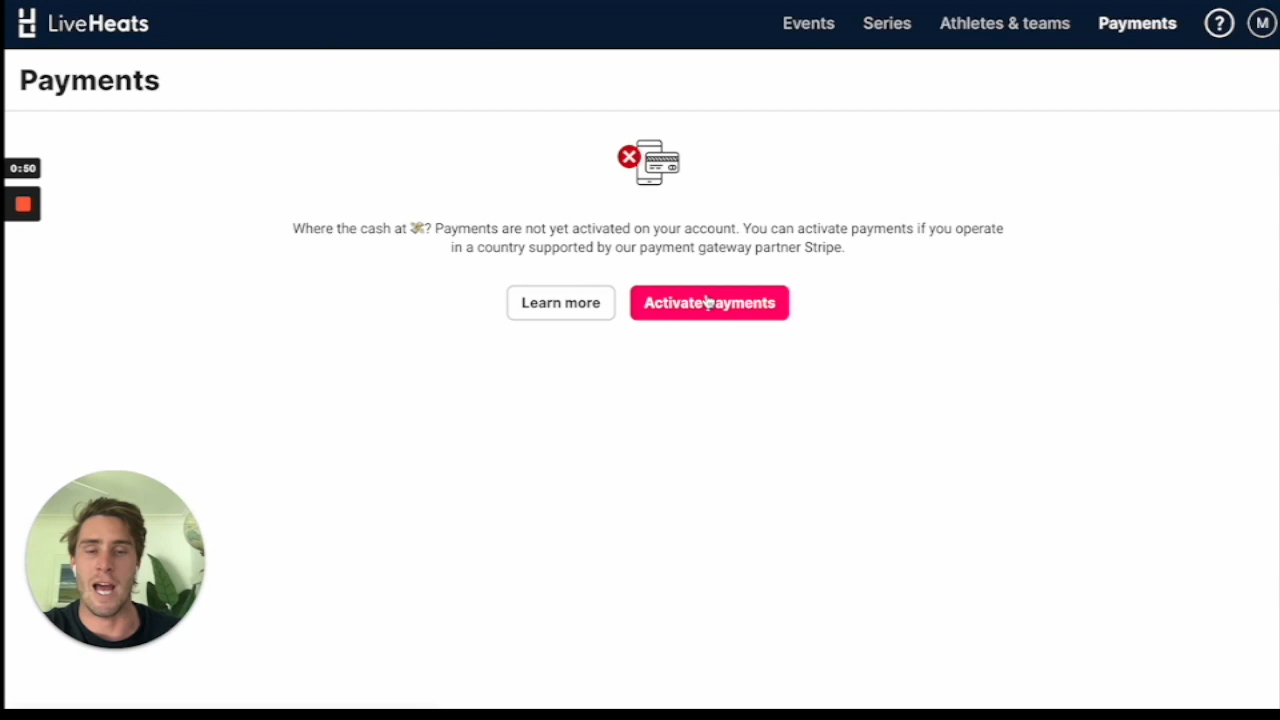 LiveHeats
Events
Series
Athletes & teams
Payments
?
M
Payments
0:50
Where the cash at 💸? Payments are not yet activated on your account. You can activate payments if you operate
in a country supported by our payment gateway partner Stripe.
Learn more
Activate payments